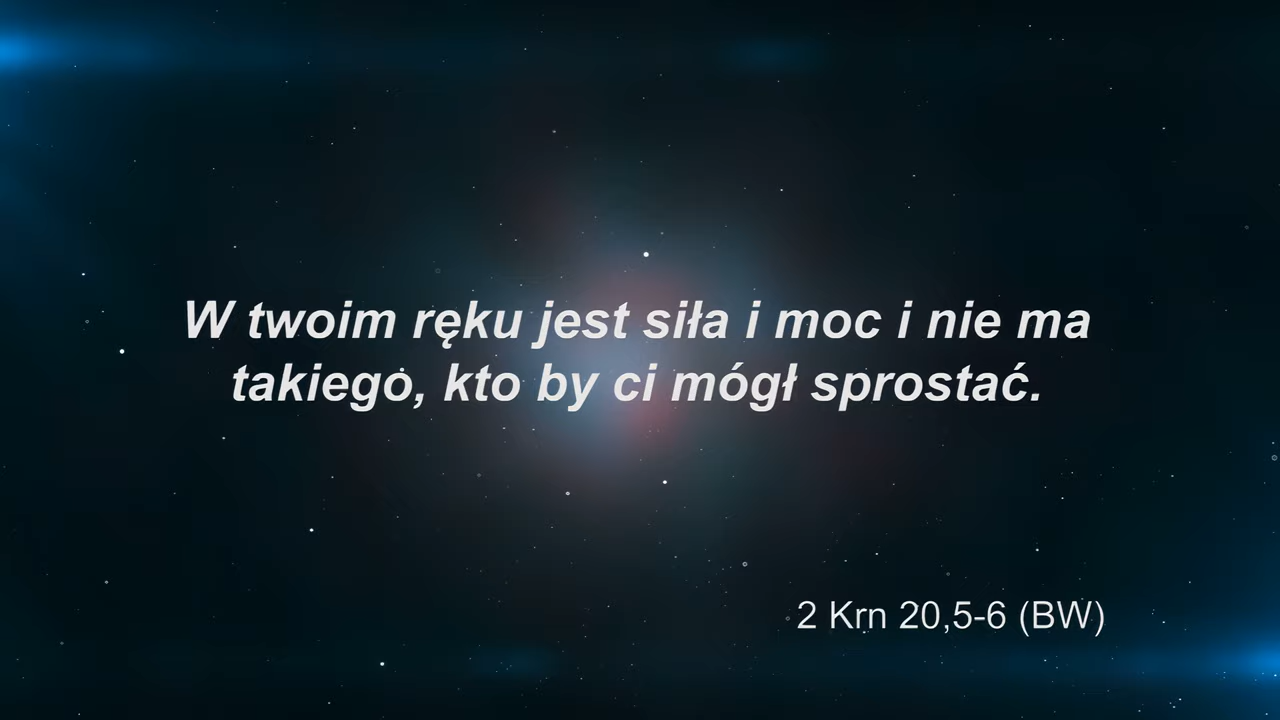 W twoim ręku jest siła i moc i nie ma
takiego, kto by ci mógł sprostać.
2 Krn 20,5-6 (BW)